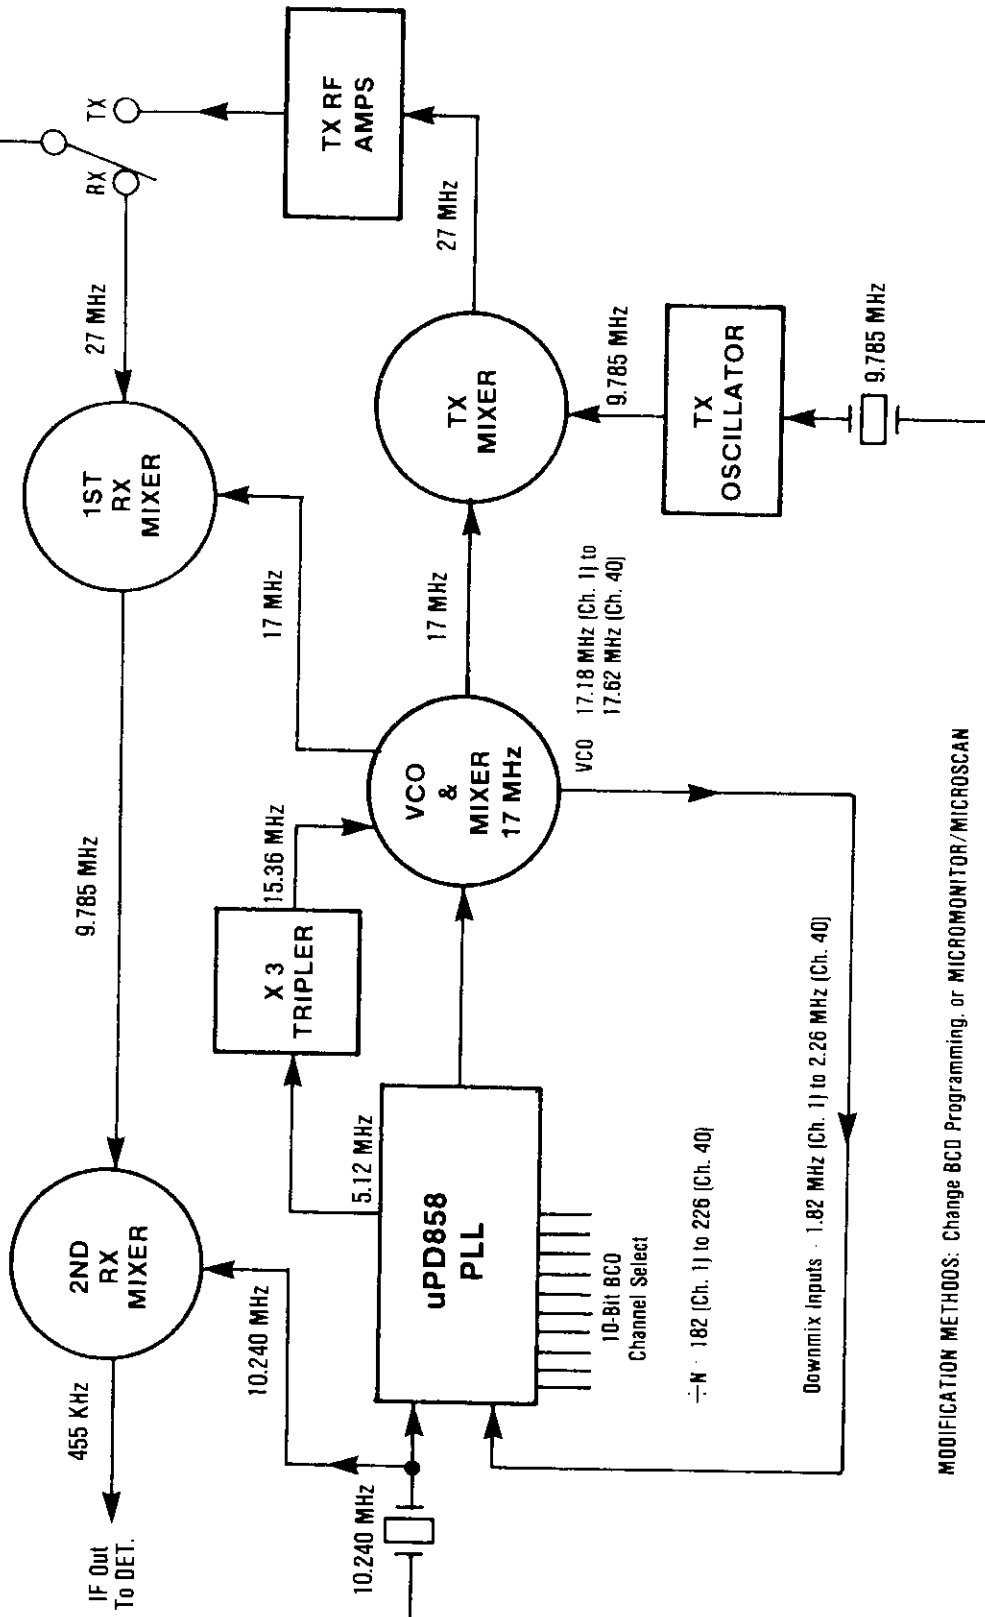 IF Out
To DET.
455 KHz
2ND
RX
MIXER
9.785 MHz
1ST
RX
MIXER
27 MHz
RX
TX
10.240 MHz
10.240 MHz
5.12 MHz
X 3
TRIPLER
15.36 MHz
17 MHz
uPD858
PLL
VCO
&
MIXER
17 MHz
17 MHz
TX
MIXER
27 MHz
TX RF
AMPS
10-Bit BCD
Channel Select
VCO
17.18 MHz (Ch. 1) to
17.62 MHz (Ch. 40)
9.785 MHz
TX
OSCILLATOR
9.785 MHz
÷N · 182 (Ch. 1) to 226 (Ch. 40)
Downmix Inputs · 1.82 MHz (Ch. 1) to 2.26 MHz (Ch. 40)
MODIFICATION METHODS: Change BCD Programming, or MICROMONITOR/MICROSCAN